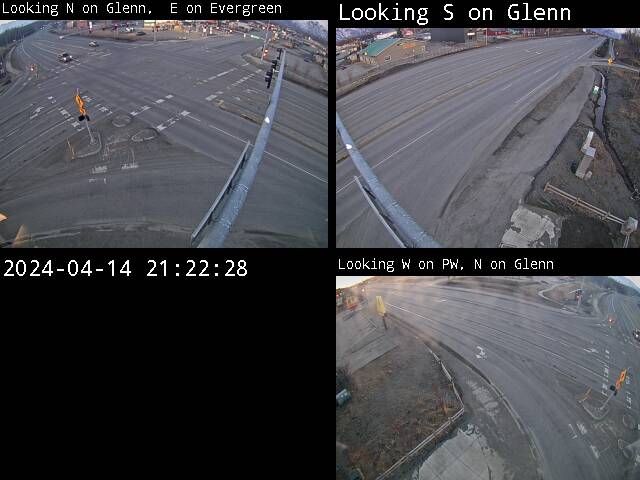 Looking N on Glenn,  E on Evergreen
Looking S on Glenn
2024-04-14 21:22:28
Looking W on PW, N on Glenn